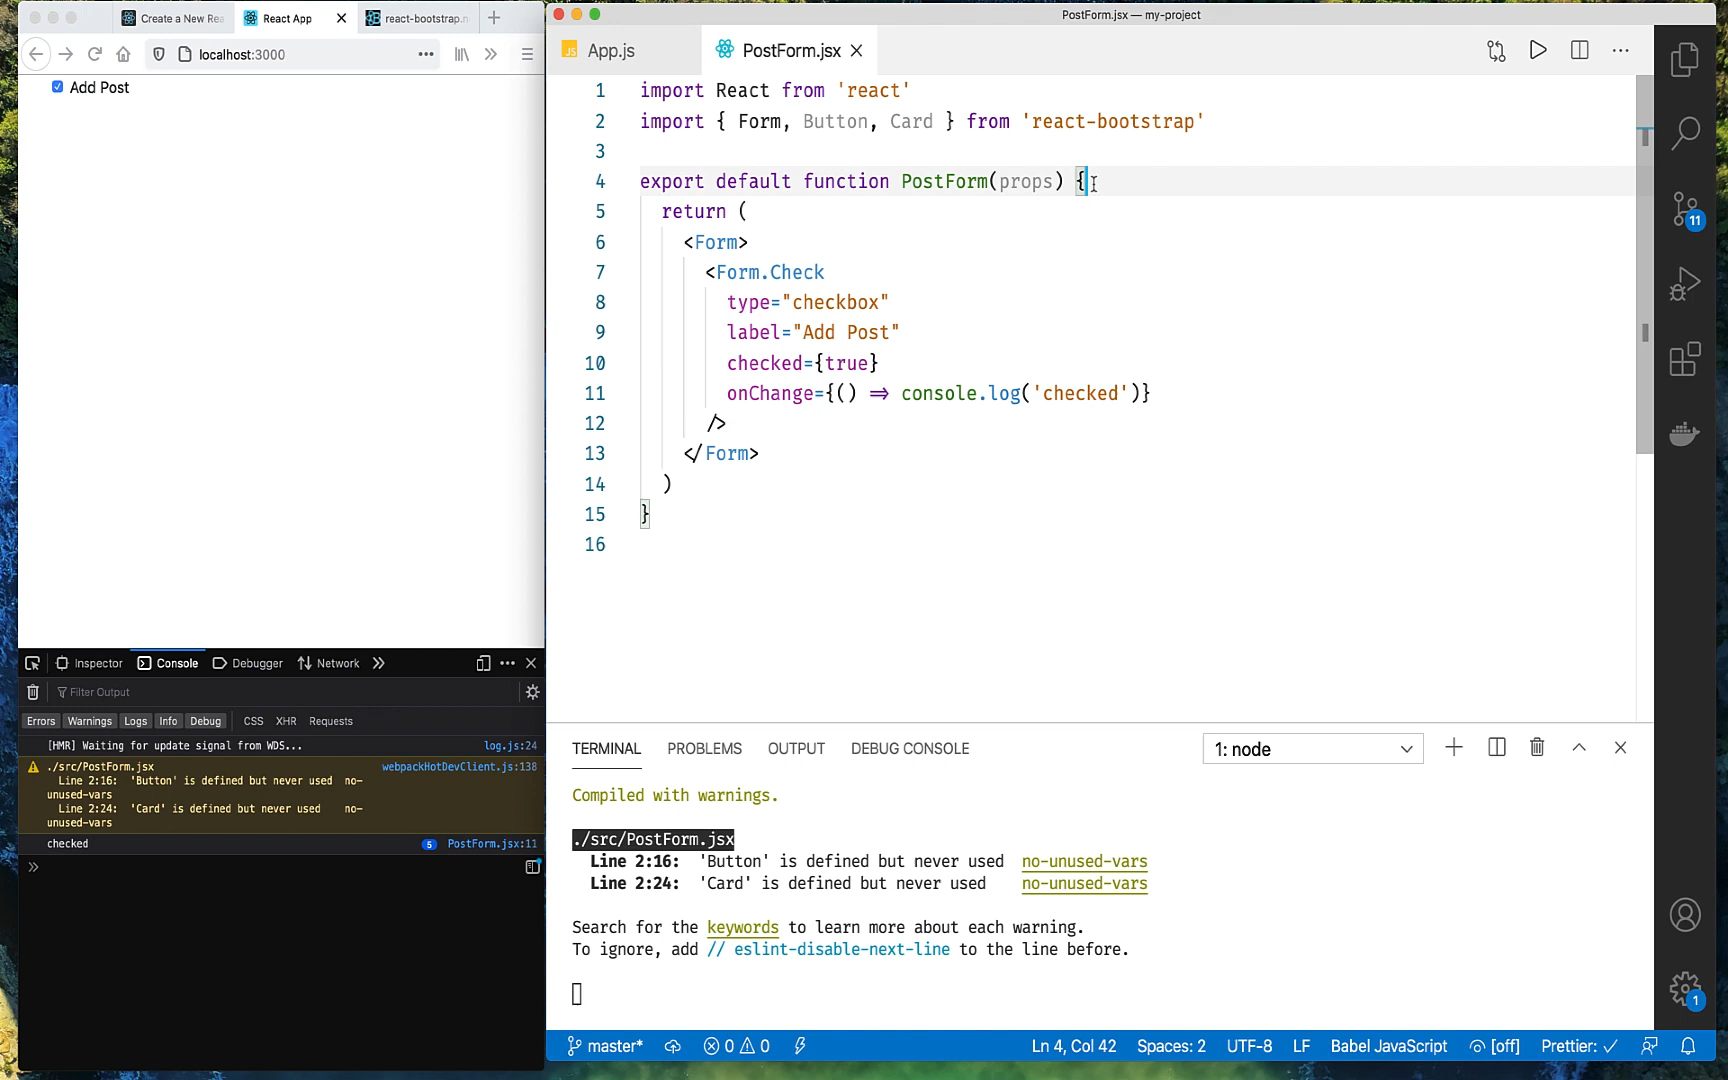 Create a New Rea
React App
react-bootstrap.n
localhost:3000
Add Post
Inspector
Console
Debugger
Network
Filter Output
Errors
Warnings
Logs
Info
Debug
CSS
XHR
Requests
[HMR] Waiting for update signal from WDS... log.js:24
./src/PostForm.jsx webpackHotDevClient.js:138
Line 2:16: 'Button' is defined but never used no-
unused-vars
Line 2:24: 'Card' is defined but never used no-
unused-vars
checked 5 PostForm.jsx:11
PostForm.jsx — my-project
JS App.js
PostForm.jsx
1 import React from 'react'
2 import { Form, Button, Card } from 'react-bootstrap'
3
4 export default function PostForm(props) {
5 return (
6 <Form>
7 <Form.Check
8 type="checkbox"
9 label="Add Post"
10 checked={true}
11 onChange={() => console.log('checked')}
12 />
13 </Form>
14 )
15 }
16
11
TERMINAL
PROBLEMS
OUTPUT
DEBUG CONSOLE
1: node
Compiled with warnings.
./src/PostForm.jsx
Line 2:16: 'Button' is defined but never used no-unused-vars
Line 2:24: 'Card' is defined but never used no-unused-vars
Search for the keywords to learn more about each warning.
To ignore, add // eslint-disable-next-line to the line before.
1
master*
0
0
Ln 4, Col 42
Spaces: 2
UTF-8
LF
Babel JavaScript
[off]
Prettier: ✓